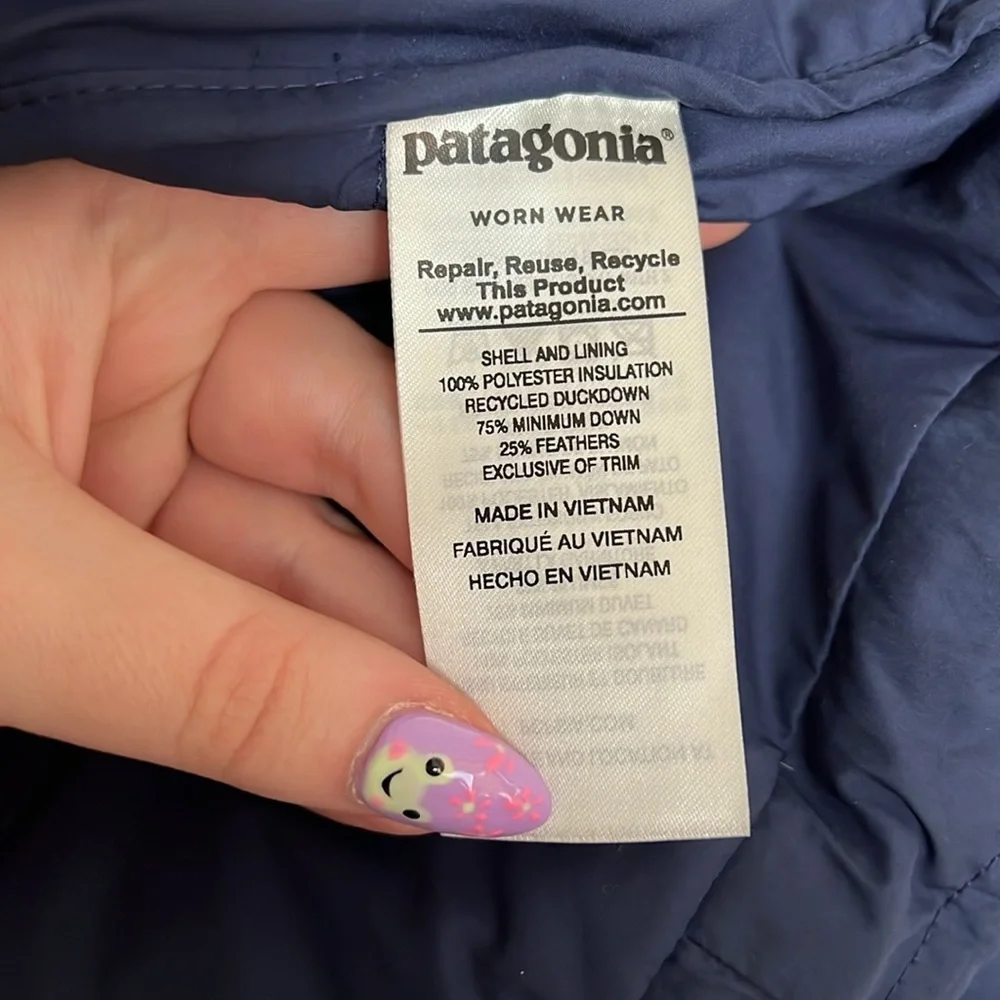 patagonia®
WORN WEAR
Repair, Reuse, Recycle
This Product
www.patagonia.com
SHELL AND LINING
100% POLYESTER INSULATION
RECYCLED DUCKDOWN
75% MINIMUM DOWN
25% FEATHERS
EXCLUSIVE OF TRIM
MADE IN VIETNAM
FABRIQUÉ AU VIETNAM
HECHO EN VIETNAM